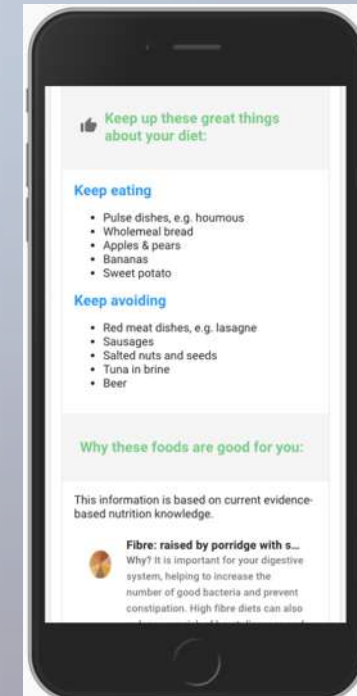 Keep up these great things
about your diet:
Keep eating
• Pulse dishes, e.g. houmous
• Wholemeal bread
• Apples & pears
• Bananas
• Sweet potato
Keep avoiding
• Red meat dishes, e.g. lasagne
• Sausages
• Salted nuts and seeds
• Tuna in brine
• Beer
Why these foods are good for you:
This information is based on current evidence-
based nutrition knowledge.
Fibre: raised by porridge with s...
Why? It is important for your digestive
system, helping to increase the
number of good bacteria and prevent
constipation. High fibre diets can also